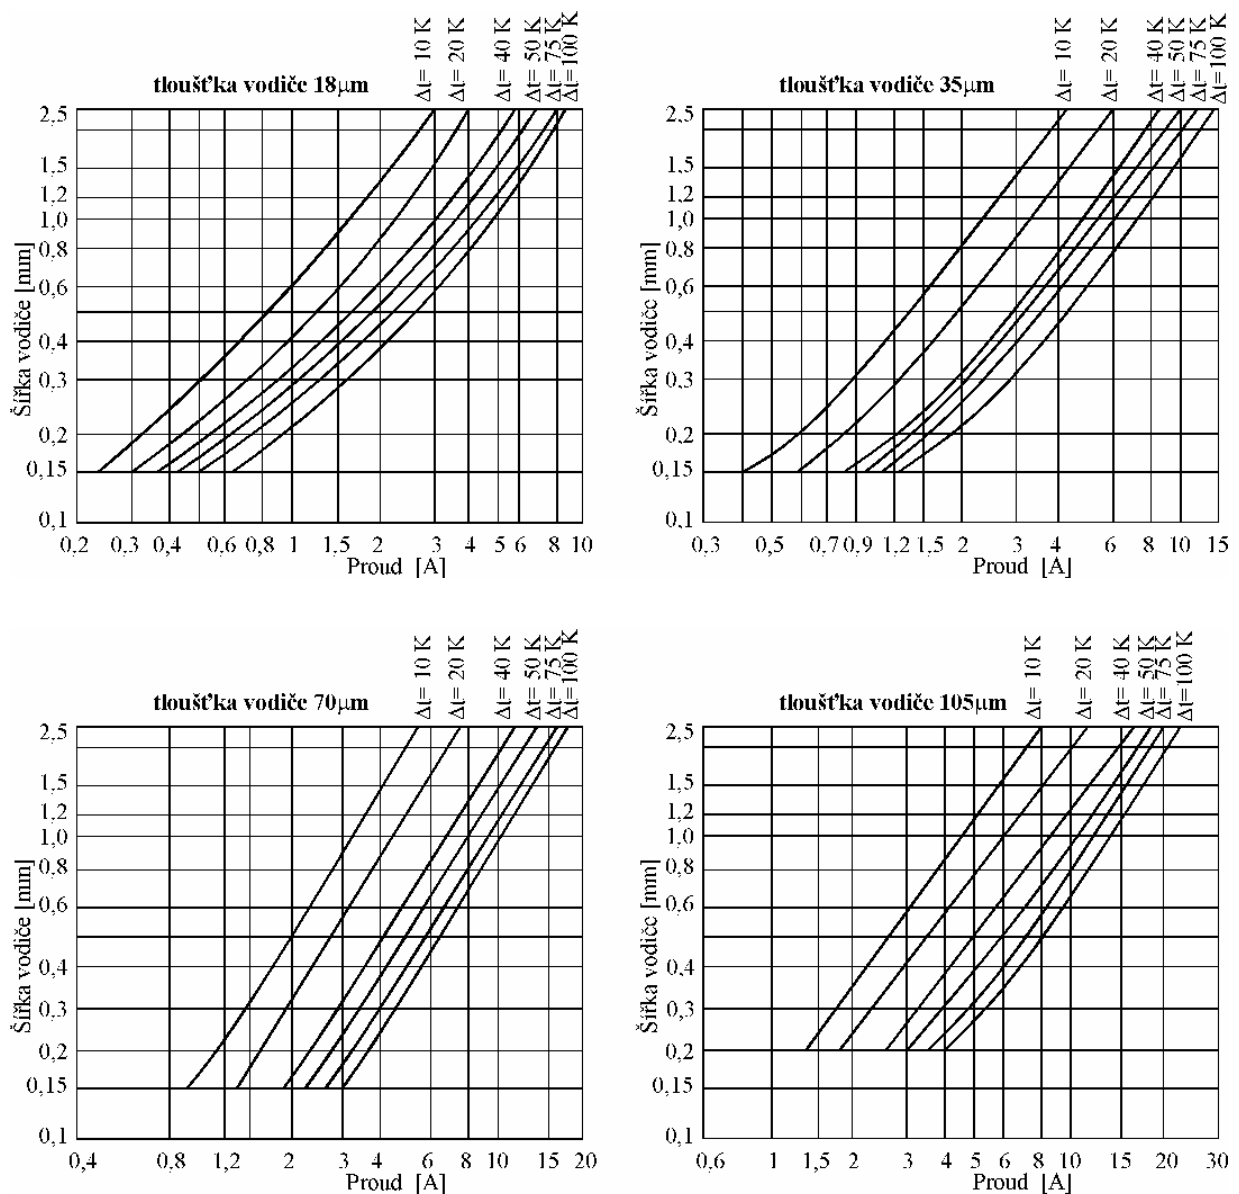 Δt= 10 K
Δt= 20 K
Δt= 40 K
Δt= 50 K
Δt= 75 K
Δt=100 K
tloušťka vodiče 18μm
2,5
1,5
1,2
1,0
0,8
0,6
0,4
0,3
0,2
0,15
0,1
Šířka vodiče [mm]
0,2 0,3 0,4 0,6 0,8 1 1,5 2 3 4 5 6 10
Proud [A]
Δt= 10 K
Δt= 20 K
Δt= 40 K
Δt= 50 K
Δt= 75 K
Δt=100 K
tloušťka vodiče 35μm
2,5
1,5
1,2
1,0
0,8
0,6
0,4
0,3
0,2
0,15
0,1
Šířka vodiče [mm]
0,3 0,5 0,7 0,9 1,2 1,5 2 3 4 6 8 10 15
Proud [A]
Δt= 10 K
Δt= 20 K
Δt= 40 K
Δt= 50 K
Δt= 75 K
Δt=100 K
tloušťka vodiče 70μm
2,5
1,5
1,2
1,0
0,8
0,6
0,4
0,3
0,2
0,15
0,1
Šířka vodiče [mm]
0,4 0,8 1,2 2 3 4 6 8 10 15 20
Proud [A]
Δt= 10 K
Δt= 20 K
Δt= 40 K
Δt= 50 K
Δt= 75 K
Δt=100 K
tloušťka vodiče 105μm
2,5
1,5
1,2
1,0
0,8
0,6
0,4
0,3
0,2
0,15
0,1
Šířka vodiče [mm]
0,6 1 1,5 2 3 4 5 6 8 10 15 20 30
Proud [A]